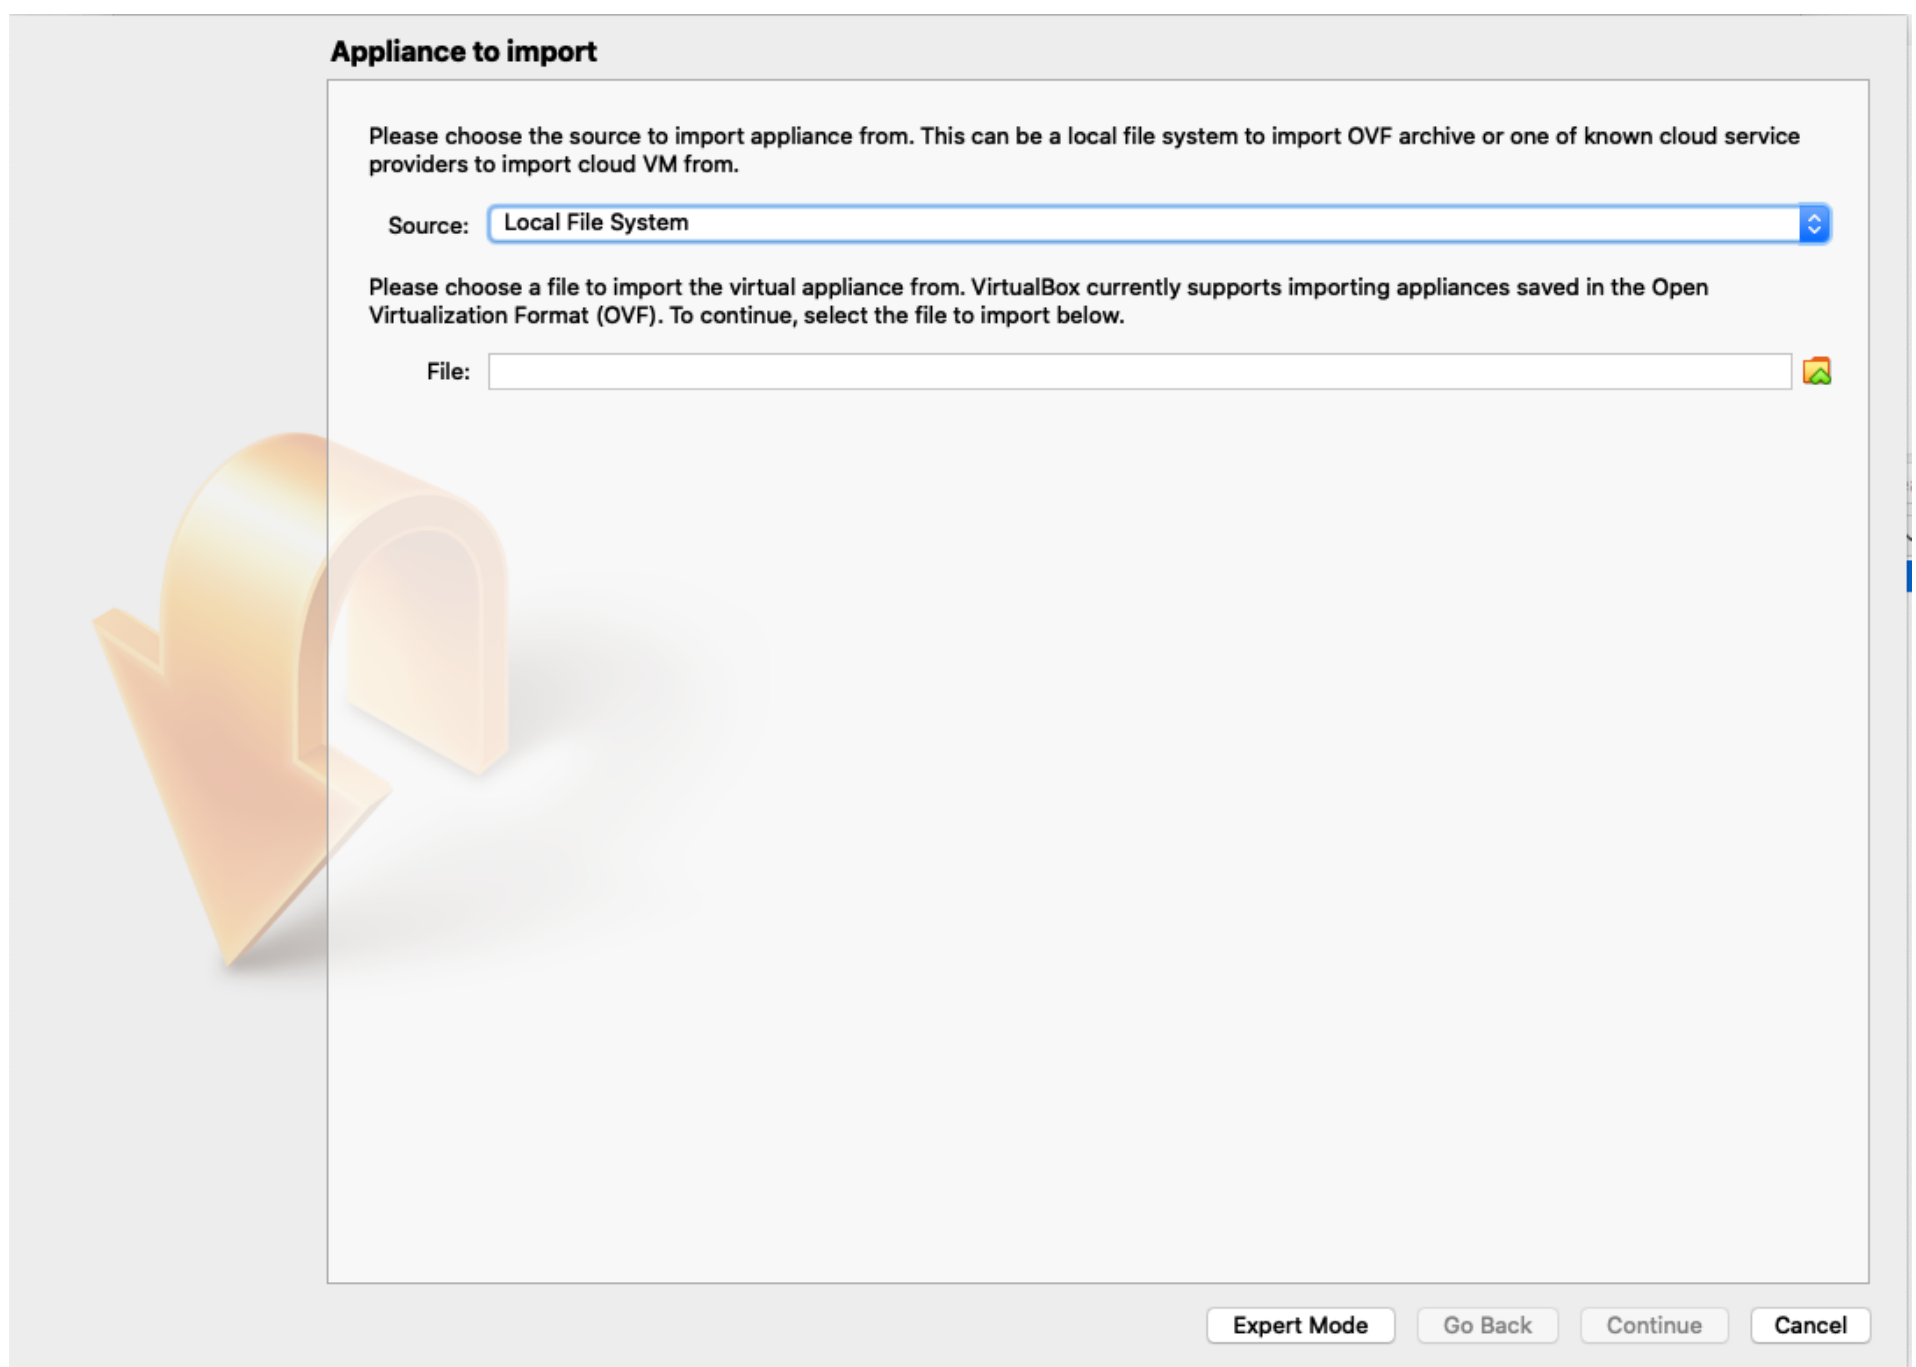 Appliance to import
Please choose the source to import appliance from. This can be a local file system to import OVF archive or one of known cloud service
providers to import cloud VM from.
Source: Local File System
Please choose a file to import the virtual appliance from. VirtualBox currently supports importing appliances saved in the Open
Virtualization Format (OVF). To continue, select the file to import below.
File:
Expert Mode Go Back Continue Cancel